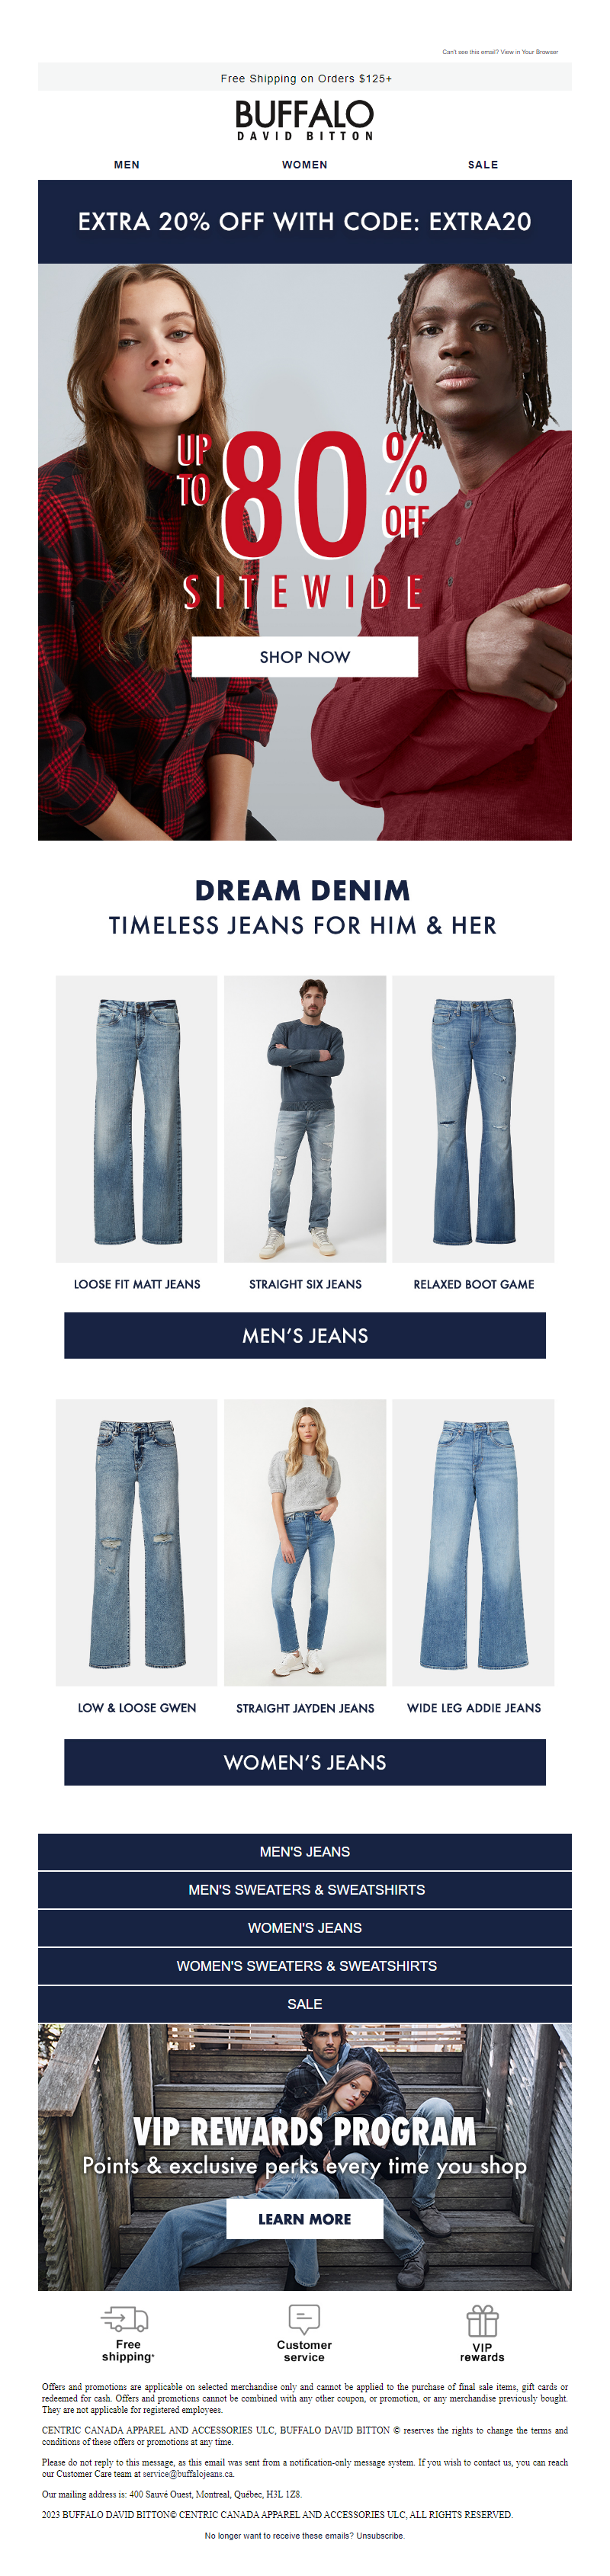 Can't see this email? View in Your Browser
Free Shipping on Orders $125+
BUFFALO
DAVID BITTON
MEN WOMEN SALE
EXTRA 20% OFF WITH CODE: EXTRA20
UP TO 80% OFF
SITEWIDE
SHOP NOW
DREAM DENIM
TIMELESS JEANS FOR HIM & HER
LOOSE FIT MATT JEANS STRAIGHT SIX JEANS RELAXED BOOT GAME
MEN'S JEANS
LOW & LOOSE GWEN STRAIGHT JAYDEN JEANS WIDE LEG ADDIE JEANS
WOMEN'S JEANS
MEN'S JEANS
MEN'S SWEATERS & SWEATSHIRTS
WOMEN'S JEANS
WOMEN'S SWEATERS & SWEATSHIRTS
SALE
VIP REWARDS PROGRAM
Points & exclusive perks every time you shop
LEARN MORE
Free shipping*
Customer service
VIP rewards
Offers and promotions are applicable on selected merchandise only and cannot be applied to the purchase of final sale items, gift cards or
redeemed for cash. Offers and promotions cannot be combined with any other coupon, or promotion, or any merchandise previously bought.
They are not applicable for registered employees.
CENTRIC CANADA APPAREL AND ACCESSORIES ULC, BUFFALO DAVID BITTON © reserves the rights to change the terms and
conditions of these offers or promotions at any time.
Please do not reply to this message, as this email was sent from a notification-only message system. If you wish to contact us, you can reach
our Customer Care team at service@buffalojeans.ca.
Our mailing address is: 400 Sauvé Ouest, Montreal, Québec, H3L 1Z8.
2023 BUFFALO DAVID BITTON© CENTRIC CANADA APPAREL AND ACCESSORIES ULC, ALL RIGHTS RESERVED.
No longer want to receive these emails? Unsubscribe.